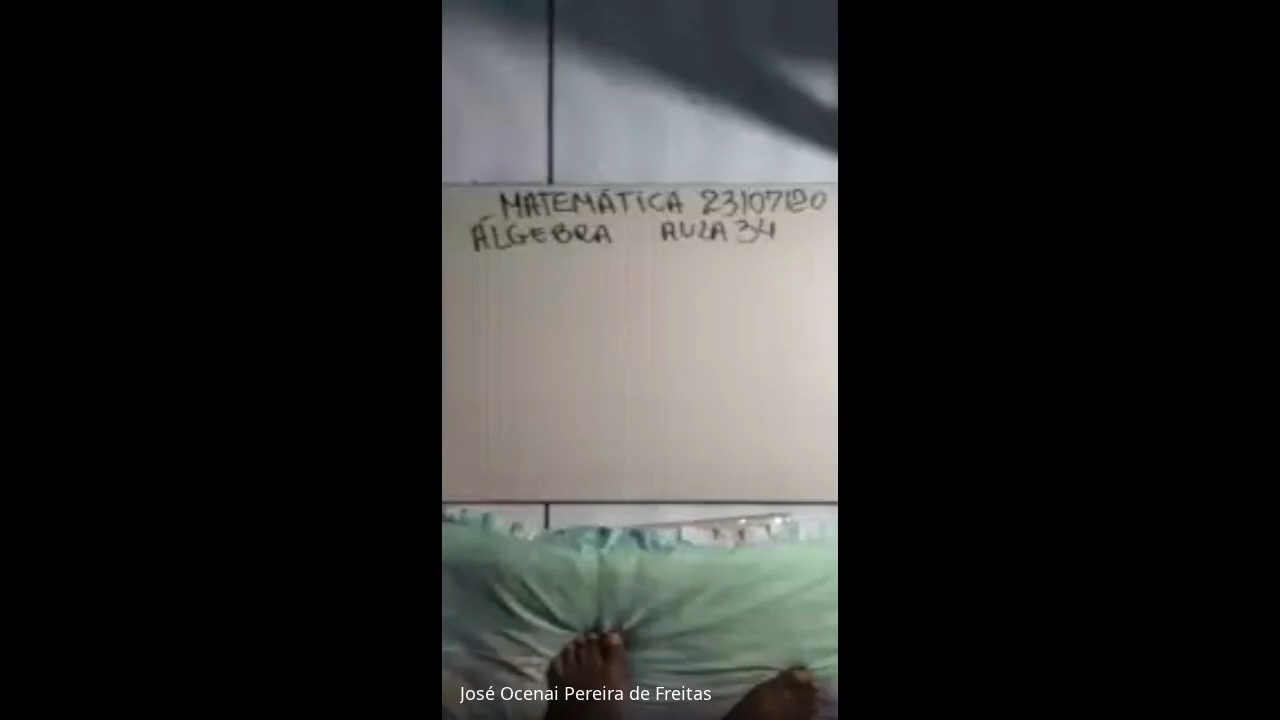 MATEMÁTICA 23/07/20
ÁLGEBRA AULA 34
José Ocenai Pereira de Freitas